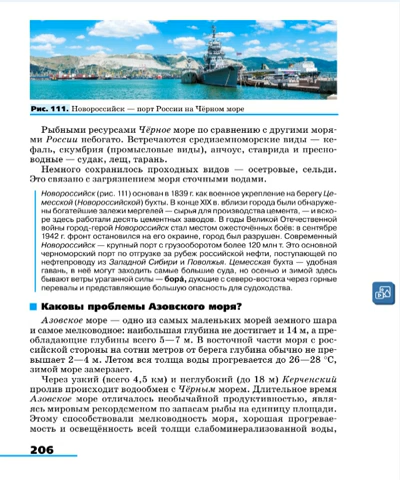 Рис. 111. Новороссийск — порт России на Чёрном море
Рыбными ресурсами Чёрное море по сравнению с другими моря-
ми России небогато. Встречаются средиземноморские виды — ке-
фаль, скумбрия (промысловые виды), анчоус, ставрида и пресно-
водные — судак, лещ, тарань.
Немного сохранилось проходных видов — осетровые, сельди.
Это связано с загрязнением моря сточными водами.
Новороссийск (рис. 111) основан в 1839 г. как военное укрепление на берегу Це-
месской (Новороссийской) бухты. В конце XIX в. вблизи города были обнаруже-
ны богатейшие залежи мергелей — сырья для производства цемента, — и вско-
ре здесь работали десять цементных заводов. В годы Великой Отечественной
войны город-герой Новороссийск стал местом ожесточённых боёв: в сентябре
1942 г. фронт остановился на его окраине, город был разрушен. Современный
Новороссийск — крупный порт с грузооборотом более 120 млн т. Это основной
черноморский порт по отгрузке за рубеж российской нефти, поступающей по
нефтепроводу из Западной Сибири и Поволжья. Цемесская бухта — удобная
гавань, в неё могут заходить самые большие суда, но осенью и зимой здесь
бывают ветры ураганной силы — бора́, дующие с северо-востока через горные
перевалы и представляющие большую опасность для судоходства.
Каковы проблемы Азовского моря?
Азовское море — одно из самых маленьких морей земного шара
и самое мелководное: наибольшая глубина не достигает и 14 м, а пре-
обладающие глубины всего 5—7 м. В восточной части моря с рос-
сийской стороны на сотни метров от берега глубина обычно не пре-
вышает 2—4 м. Летом вся толща воды прогревается до 26—28 °С,
зимой море замерзает.
Через узкий (всего 4,5 км) и неглубокий (до 18 м) Керченский
пролив происходит водообмен с Чёрным морем. Длительное время
Азовское море отличалось необычайной продуктивностью, являя-
ясь мировым рекордсменом по запасам рыбы на единицу площади.
Этому способствовали мелководность моря, хорошая прогревае-
мость и освещённость всей толщи слабоминерализованной воды,
206